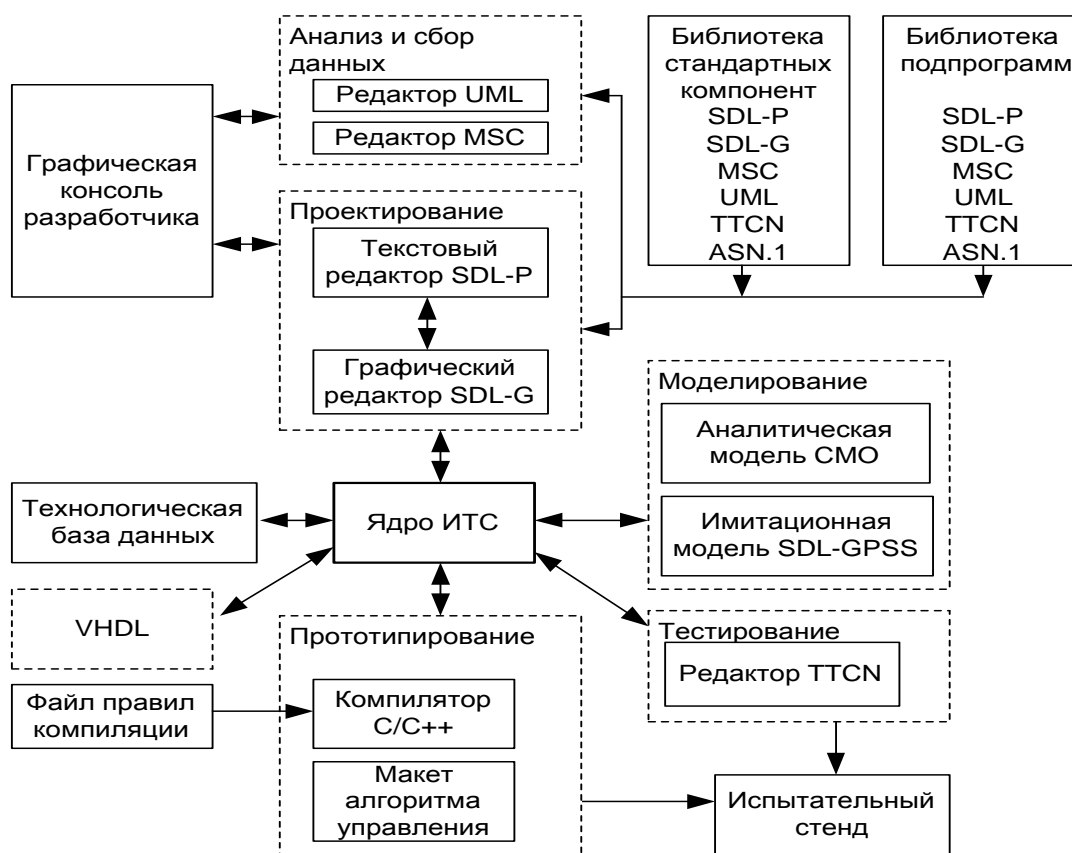 Анализ и сбор
данных
Редактор UML
Редактор MSC
Библиотека
стандартных
компонент
SDL-P
SDL-G
MSC
UML
TTCN
ASN.1
Библиотека
подпрограмм
SDL-P
SDL-G
MSC
UML
TTCN
ASN.1
Графическая
консоль
разработчика
Проектирование
Текстовый
редактор SDL-P
Графический
редактор SDL-G
Моделирование
Аналитическая
модель СМО
Имитационная
модель SDL-GPSS
Технологическая
база данных
Ядро ИТС
VHDL
Прототипирование
Тестирование
Редактор TTCN
Файл правил
компиляции
Компилятор
C/C++
Макет
алгоритма
управления
Испытательный
стенд